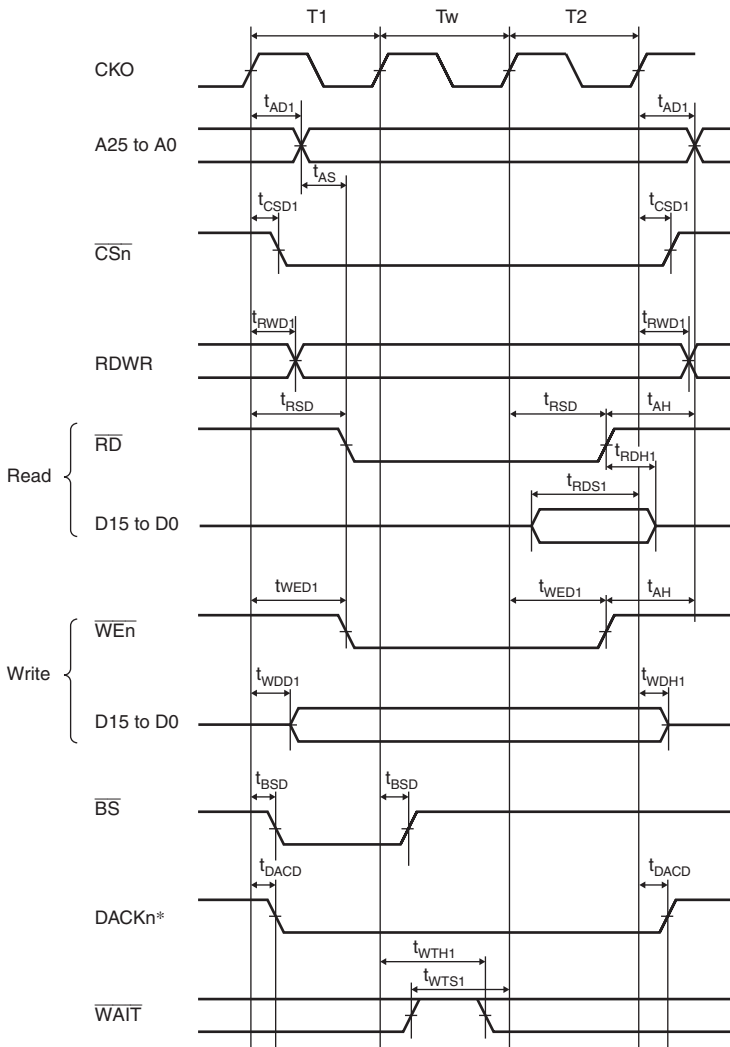 T1 Tw T2
CKO
tAD1 tAD1
A25 to A0
tAS
tCSD1 tCSD1
CSn
tRWD1 tRWD1
RDWR
tRSD tRSD tAH
RD
tRDH1
Read
tRDS1
D15 to D0
tWED1 tWED1 tAH
WEn
Write
tWDD1 tWDH1
D15 to D0
tBSD tBSD
BS
tDACD tDACD
DACKn*
tWTH1
tWTS1
WAIT